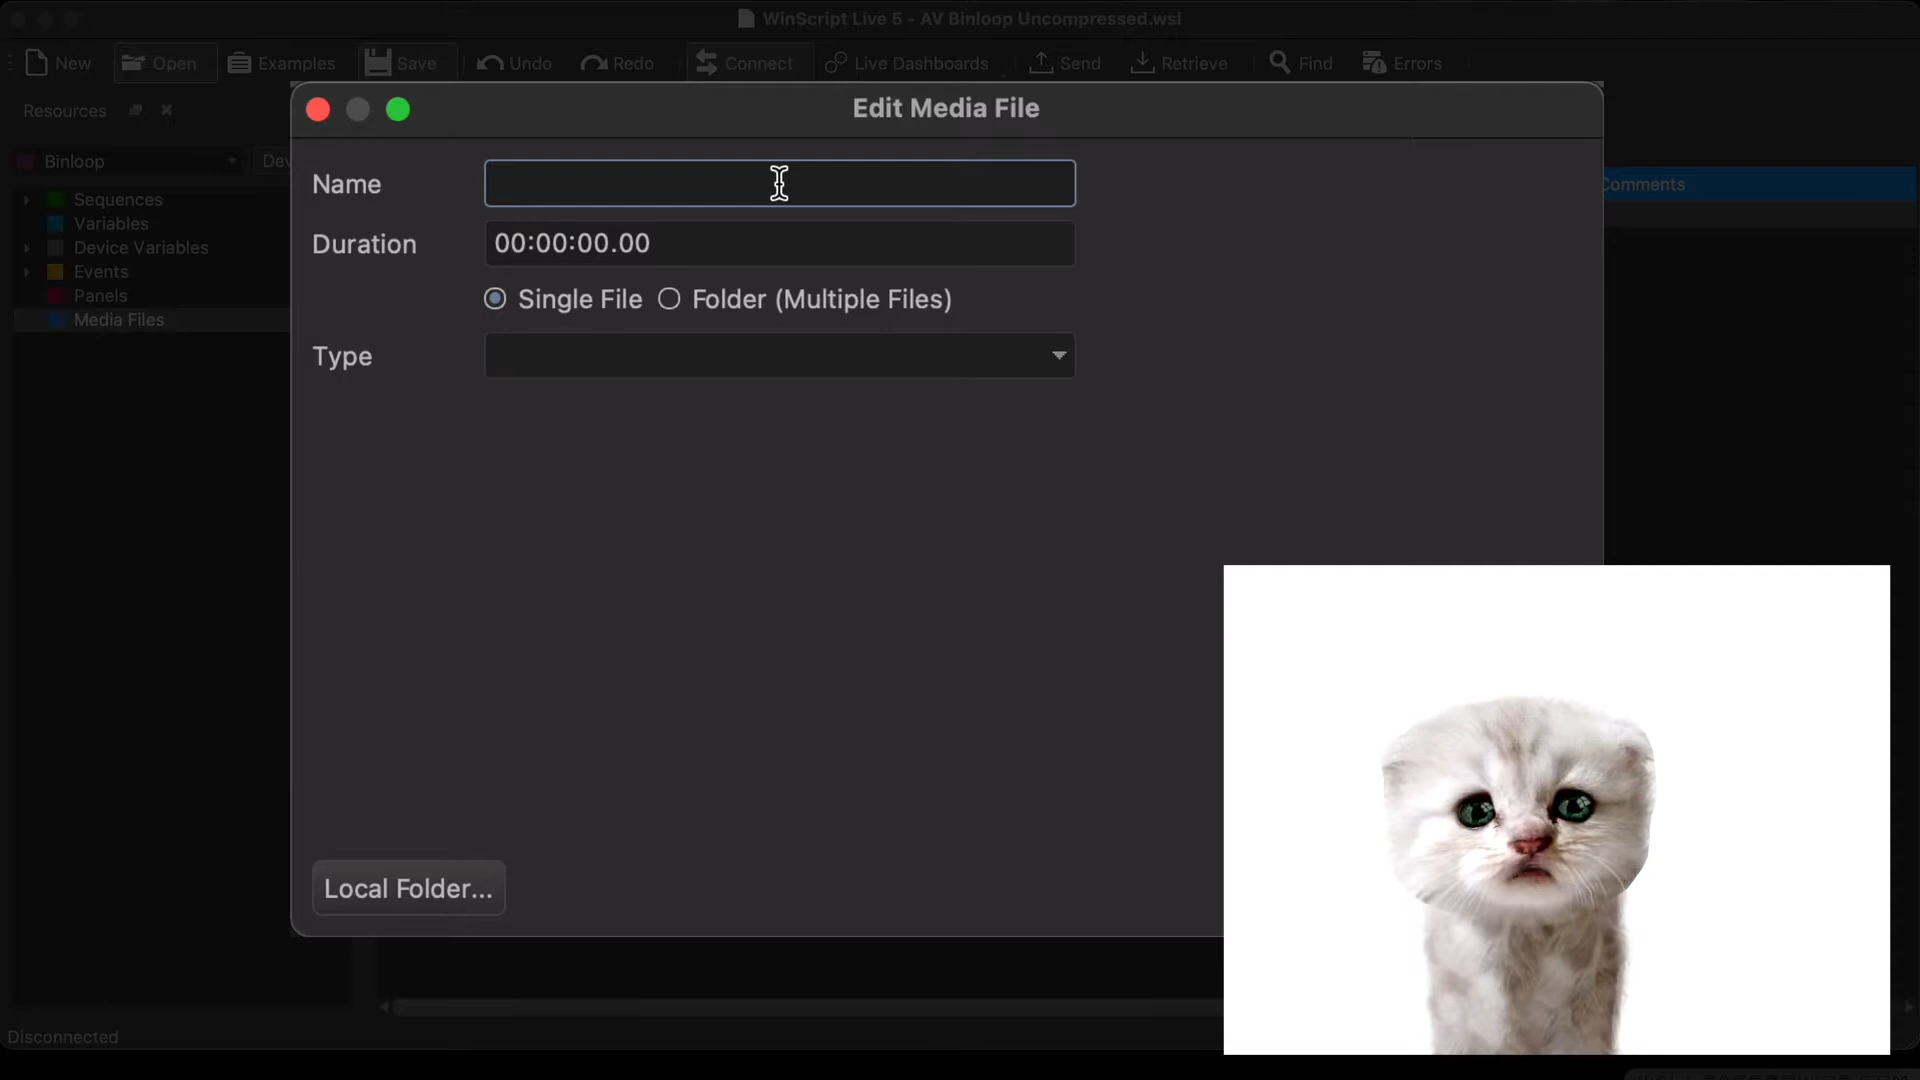 WinScript Live 5 - AV Binloop Uncompressed.wsl
New Open Examples Save Undo Redo Connect Live Dashboards Send Retrieve Find Errors
Resources
Edit Media File
Binloop
Name
Comments
Sequences
Variables
Duration 00:00:00.00
Device Variables
Events
Panels
Single File Folder (Multiple Files)
Media Files
Type
Local Folder...
Disconnected